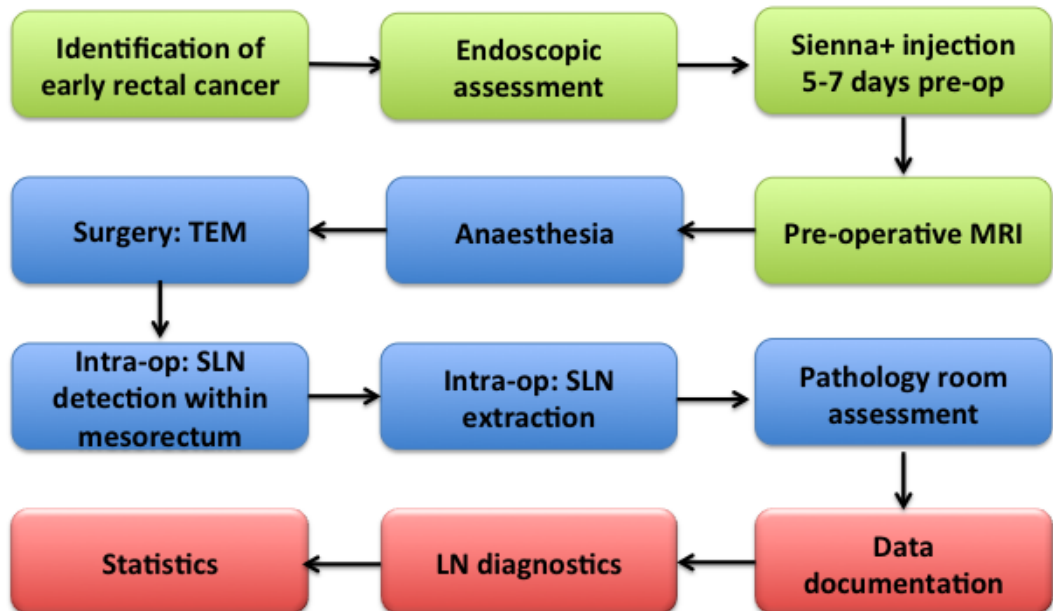 Identification of
early rectal cancer
Endoscopic
assessment
Sienna+ injection
5-7 days pre-op
Surgery: TEM
Anaesthesia
Pre-operative MRI
Intra-op: SLN
detection within
mesorectum
Intra-op: SLN
extraction
Pathology room
assessment
Statistics
LN diagnostics
Data
documentation